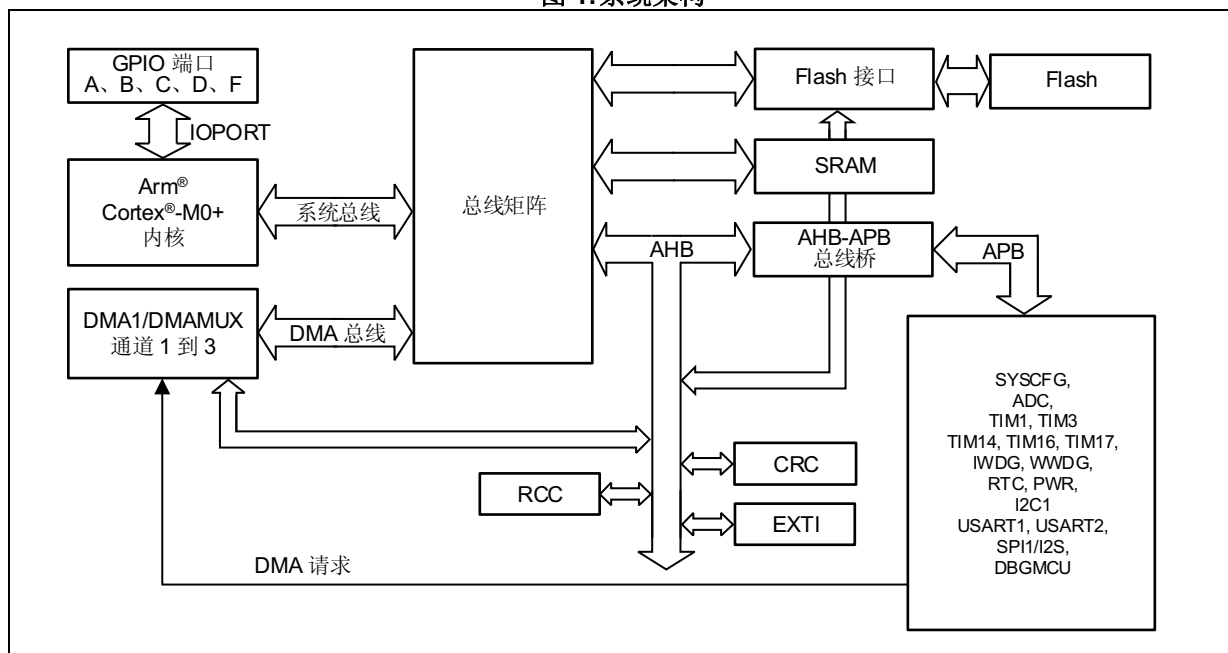 图 1. 系统架构
GPIO 端口
A、B、C、D、F
IOPORT
Arm®
Cortex®-M0+
内核
系统总线
DMA1/DMAMUX
通道 1 到 3
DMA 总线
总线矩阵
Flash 接口
Flash
SRAM
AHB
AHB-APB
总线桥
APB
SYSCFG,
ADC,
TIM1, TIM3
TIM14, TIM16, TIM17,
IWDG, WWDG,
RTC, PWR,
I2C1
USART1, USART2,
SPI1/I2S,
DBGMCU
CRC
RCC
EXTI
DMA 请求